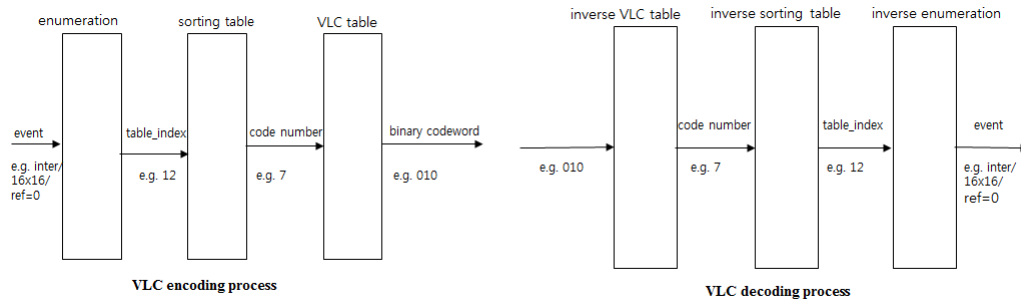 enumeration
sorting table
VLC table
event
table_index
code number
binary codeword
e.g. inter/
16x16/
ref=0
e.g. 12
e.g. 7
e.g. 010
VLC encoding process
inverse VLC table
inverse sorting table
inverse enumeration
code number
table_index
event
e.g. 010
e.g. 7
e.g. 12
e.g. inter/
16x16/
ref=0
VLC decoding process